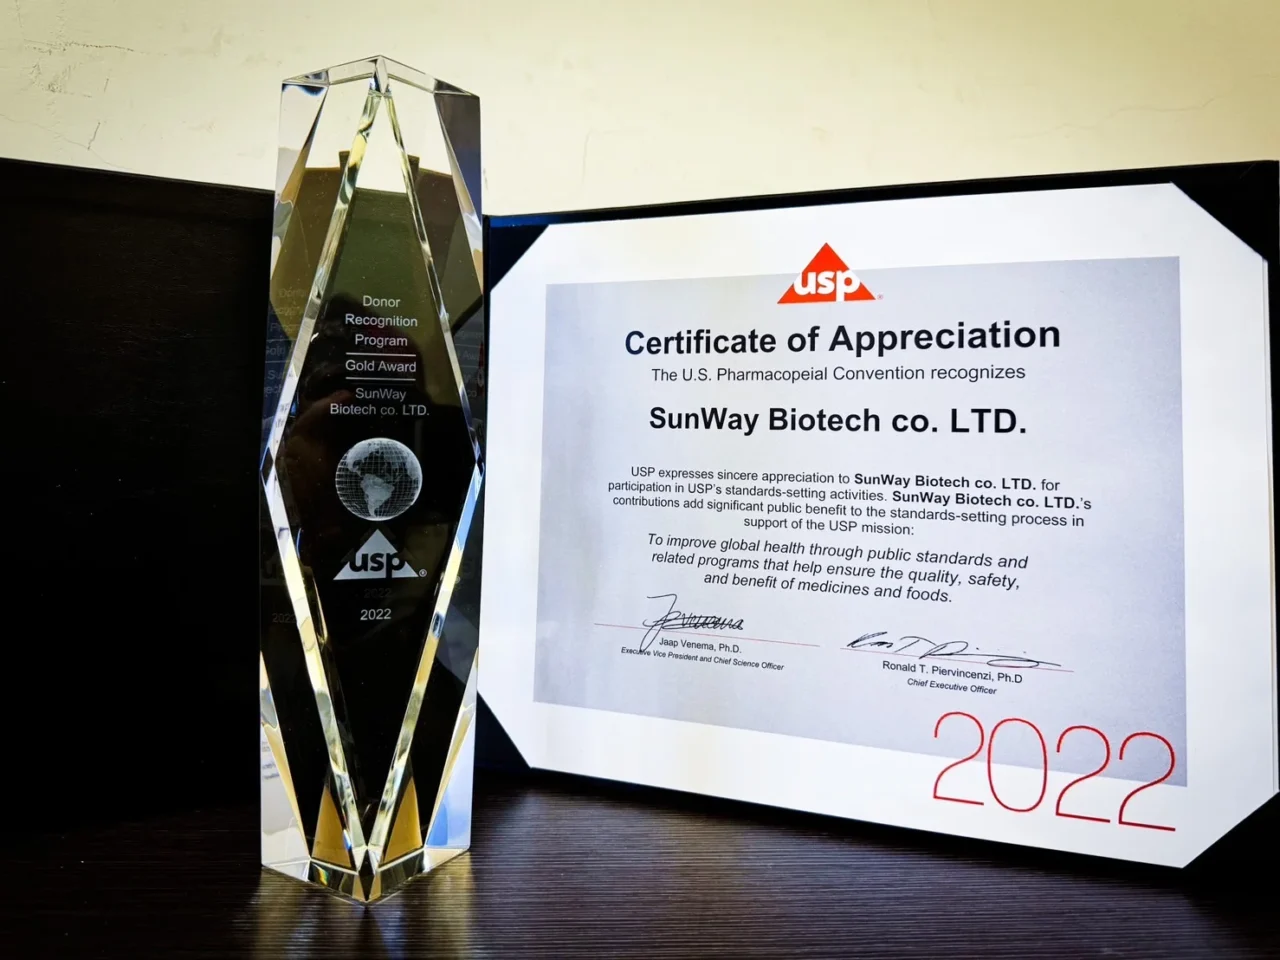 Donor
Recognition
Program
Gold Award
SunWay
Biotech co. LTD.
usp®
2022
usp
Certificate of Appreciation
The U.S. Pharmacopeial Convention recognizes
SunWay Biotech co. LTD.
USP expresses sincere appreciation to SunWay Biotech co. LTD. for
participation in USP's standards-setting activities. SunWay Biotech co. LTD.'s
contributions add significant public benefit to the standards-setting process in
support of the USP mission:
To improve global health through public standards and
related programs that help ensure the quality, safety,
and benefit of medicines and foods.
Jaap Venema, Ph.D.
Executive Vice President and Chief Science Officer
Ronald T. Piervincenzi, Ph.D
Chief Executive Officer
2022